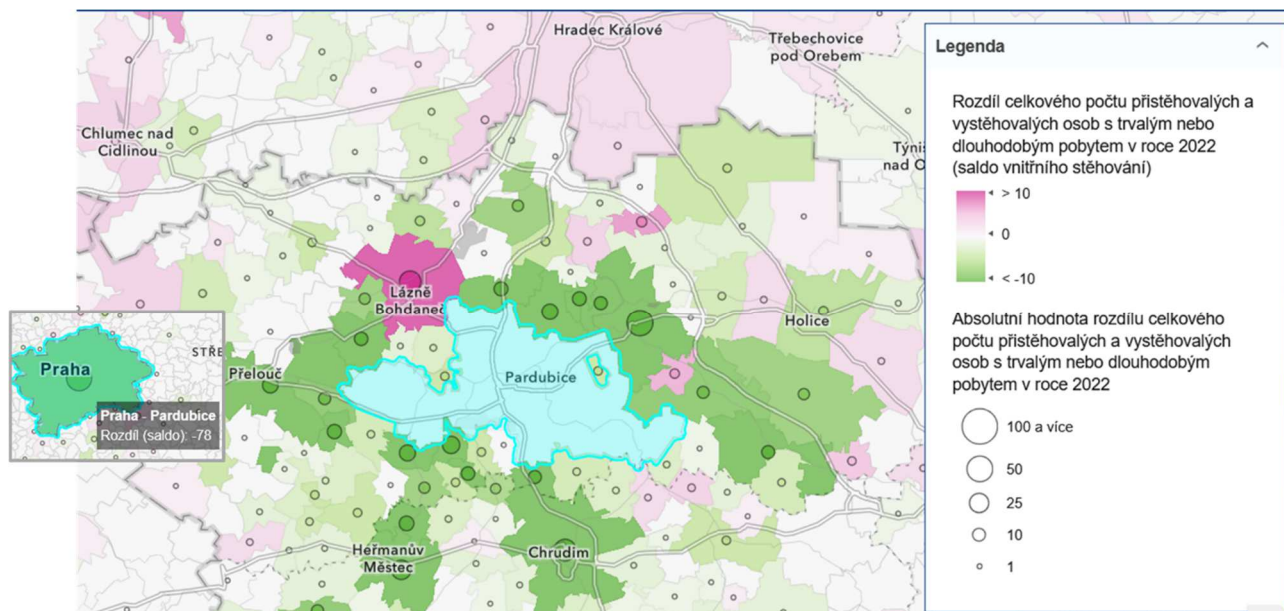 Hradec Králové
Třebechovice
pod Orebem
Chlumec nad
Cidlinou
Týni
nad O
Lázně
Bohdaneč
Holice
Přelouč
Pardubice
Heřmanův
Městec
Chrudim
STŘE
Praha
Praha - Pardubice
Rozdíl (saldo): -78
Legenda
Rozdíl celkového počtu přistěhovalých a
vystěhovalých osob s trvalým nebo
dlouhodobým pobytem v roce 2022
(saldo vnitřního stěhování)
> 10
0
< -10
Absolutní hodnota rozdílu celkového
počtu přistěhovalých a vystěhovalých
osob s trvalým nebo dlouhodobým
pobytem v roce 2022
100 a více
50
25
10
1